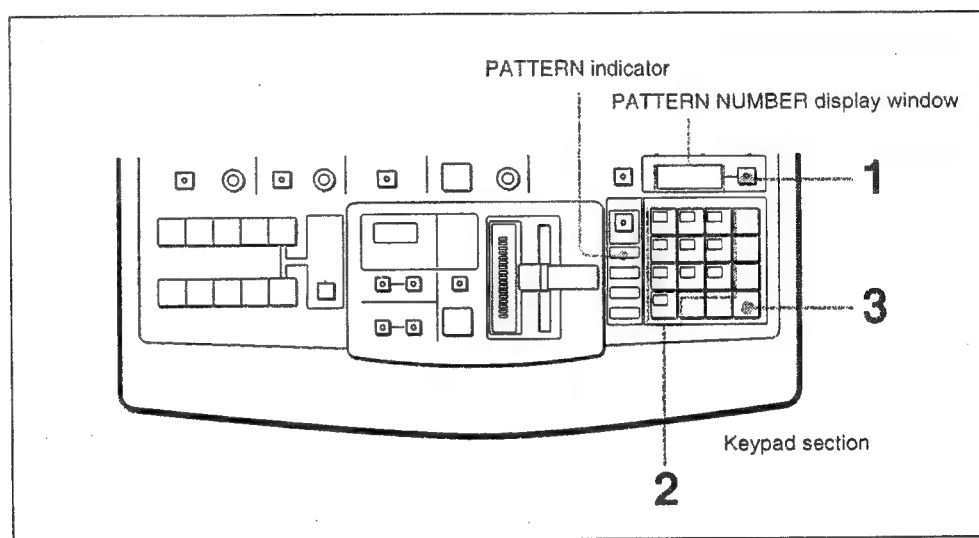 PATTERN indicator
PATTERN NUMBER display window
1
3
Keypad section
2